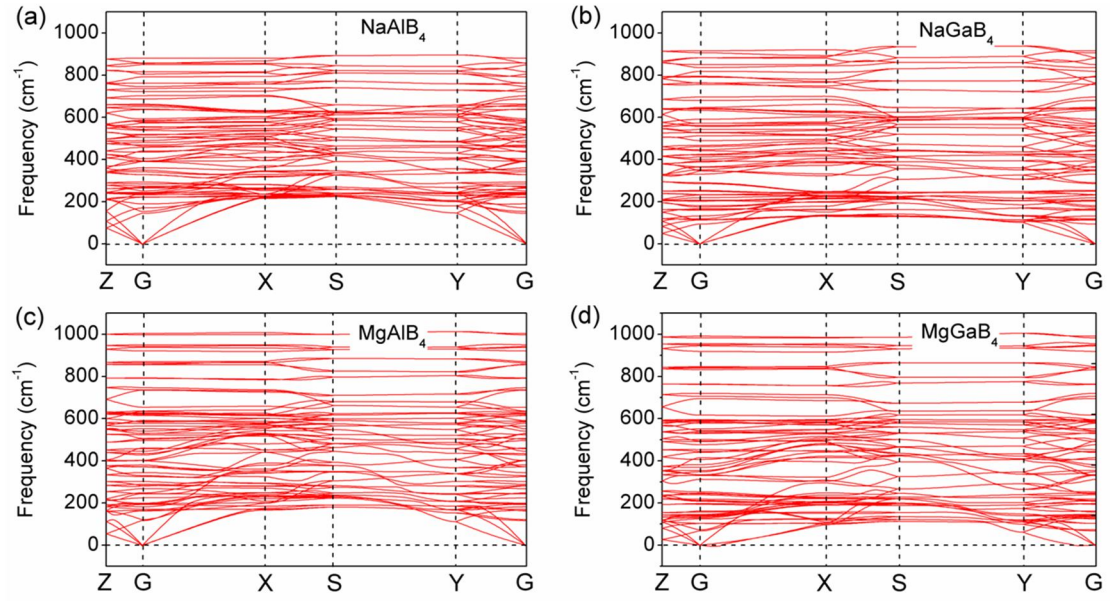 (a)
NaAlB4
1000
800
600
400
200
0
Frequency (cm-1)
Z G X S Y G
(b)
NaGaB4
1000
800
600
400
200
0
Frequency (cm-1)
Z G X S Y G
(c)
MgAlB4
1000
800
600
400
200
0
Frequency (cm-1)
Z G X S Y G
(d)
MgGaB4
1000
800
600
400
200
0
Frequency (cm-1)
Z G X S Y G